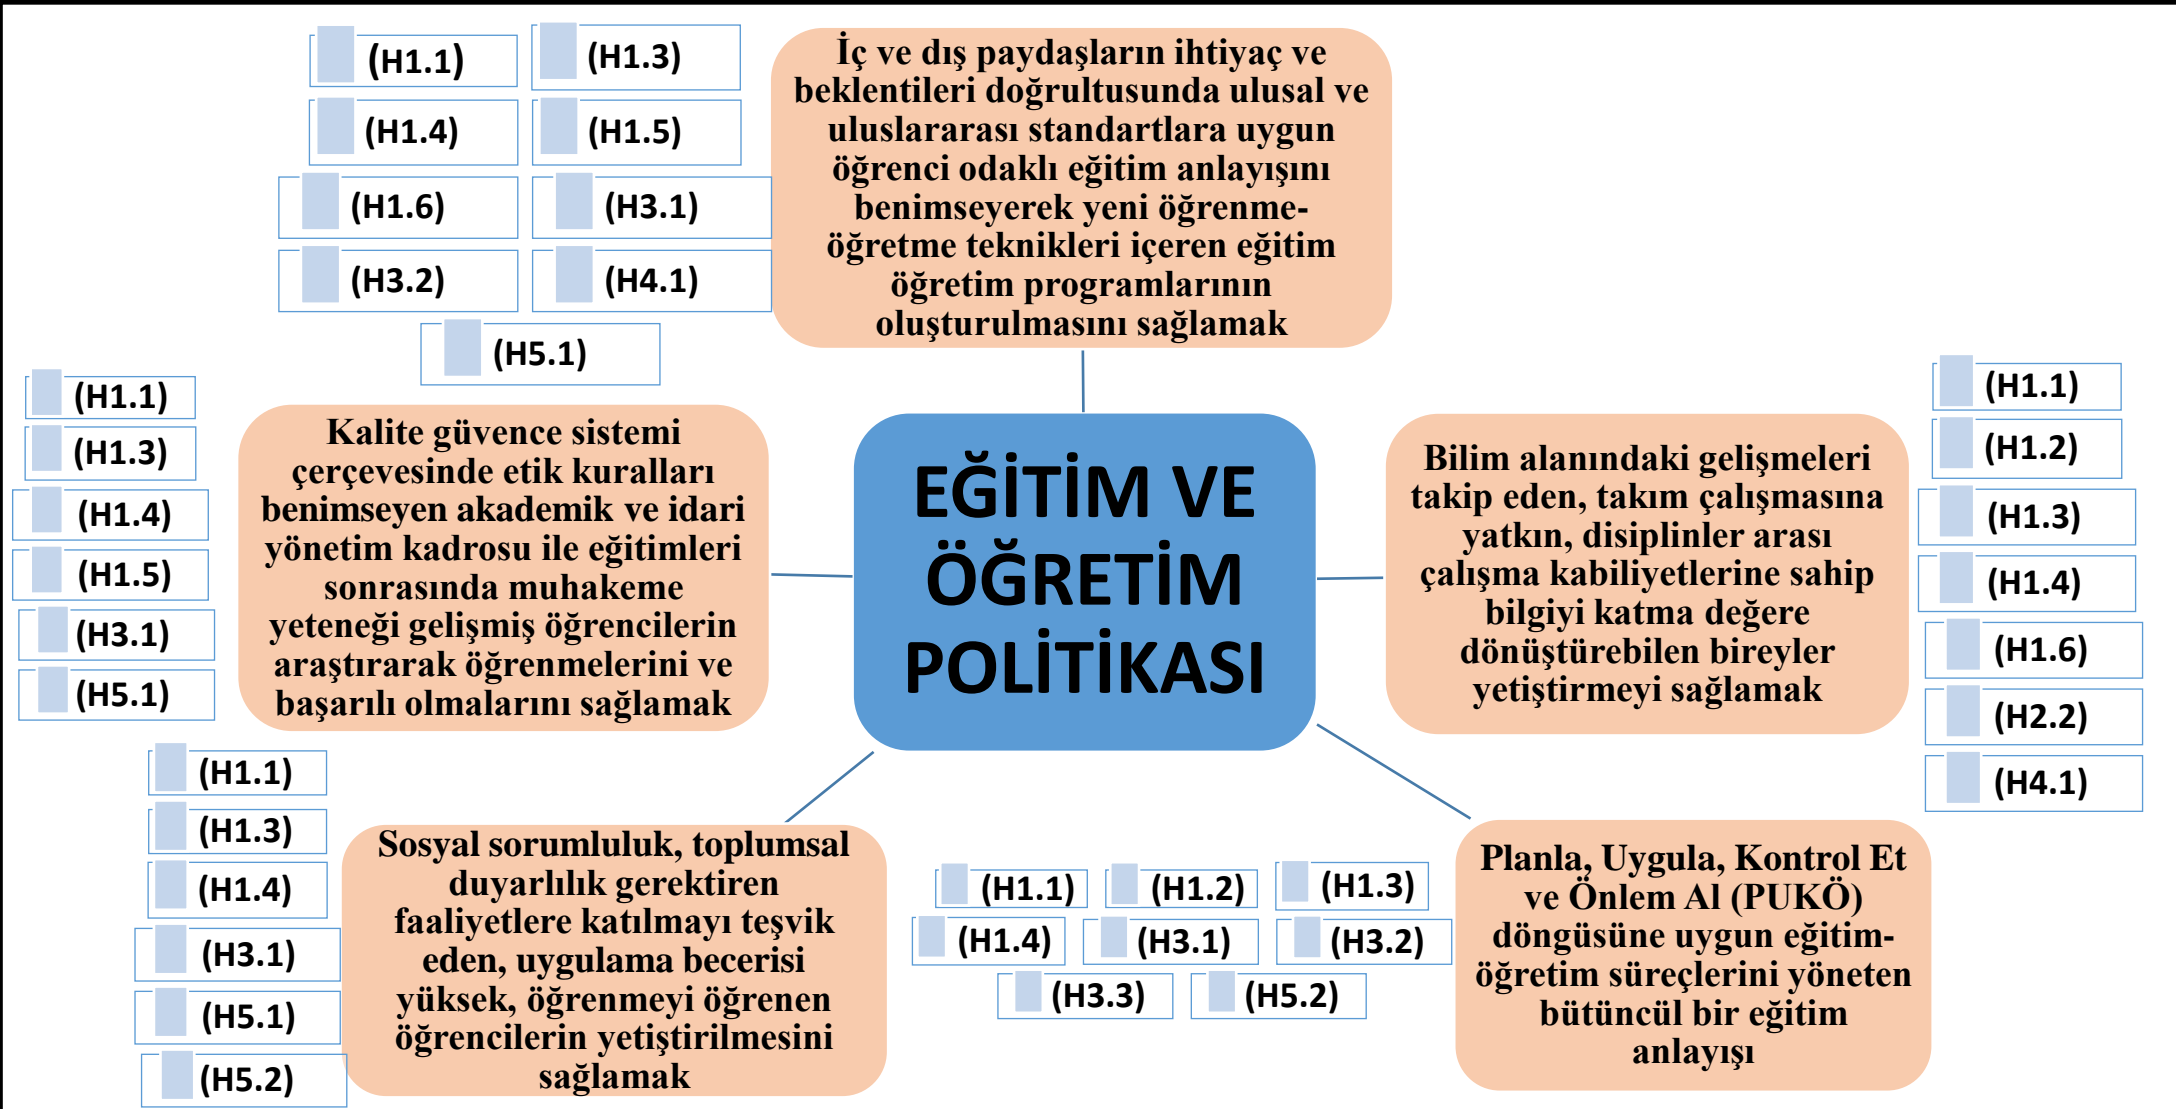 (H1.1)
(H1.3)
(H1.4)
(H1.5)
(H1.6)
(H3.1)
(H3.2)
(H4.1)
(H5.1)
İç ve dış paydaşların ihtiyaç ve
beklentileri doğrultusunda ulusal ve
uluslararası standartlara uygun
öğrenci odaklı eğitim anlayışını
benimseyerek yeni öğrenme-
öğretme teknikleri içeren eğitim
öğretim programlarının
oluşturulmasını sağlamak
(H1.1)
(H1.3)
(H1.4)
(H1.5)
(H3.1)
(H5.1)
Kalite güvence sistemi
çerçevesinde etik kuralları
benimseyen akademik ve idari
yönetim kadrosu ile eğitimleri
sonrasında muhakeme
yeteneği gelişmiş öğrencilerin
araştırarak öğrenmelerini ve
başarılı olmalarını sağlamak
EĞİTİM VE
ÖĞRETİM
POLİTİKASI
Bilim alanındaki gelişmeleri
takip eden, takım çalışmasına
yatkın, disiplinler arası
çalışma kabiliyetlerine sahip
bilgiyi katma değere
dönüştürebilen bireyler
yetiştirmeyi sağlamak
(H1.1)
(H1.2)
(H1.3)
(H1.4)
(H1.6)
(H2.2)
(H4.1)
(H1.1)
(H1.3)
(H1.4)
(H3.1)
(H5.1)
(H5.2)
Sosyal sorumluluk, toplumsal
duyarlılık gerektiren
faaliyetlere katılmayı teşvik
eden, uygulama becerisi
yüksek, öğrenmeyi öğrenen
öğrencilerin yetiştirilmesini
sağlamak
(H1.1)
(H1.2)
(H1.3)
(H1.4)
(H3.1)
(H3.2)
(H3.3)
(H5.2)
Planla, Uygula, Kontrol Et
ve Önlem Al (PUKÖ)
döngüsüne uygun eğitim-
öğretim süreçlerini yöneten
bütüncül bir eğitim
anlayışı